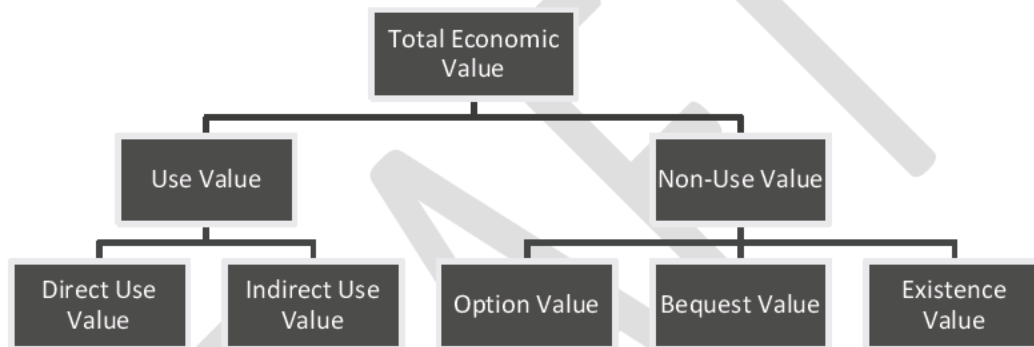 Total Economic
Value
Use Value
Non-Use Value
Direct Use
Value
Indirect Use
Value
Option Value
Bequest Value
Existence
Value